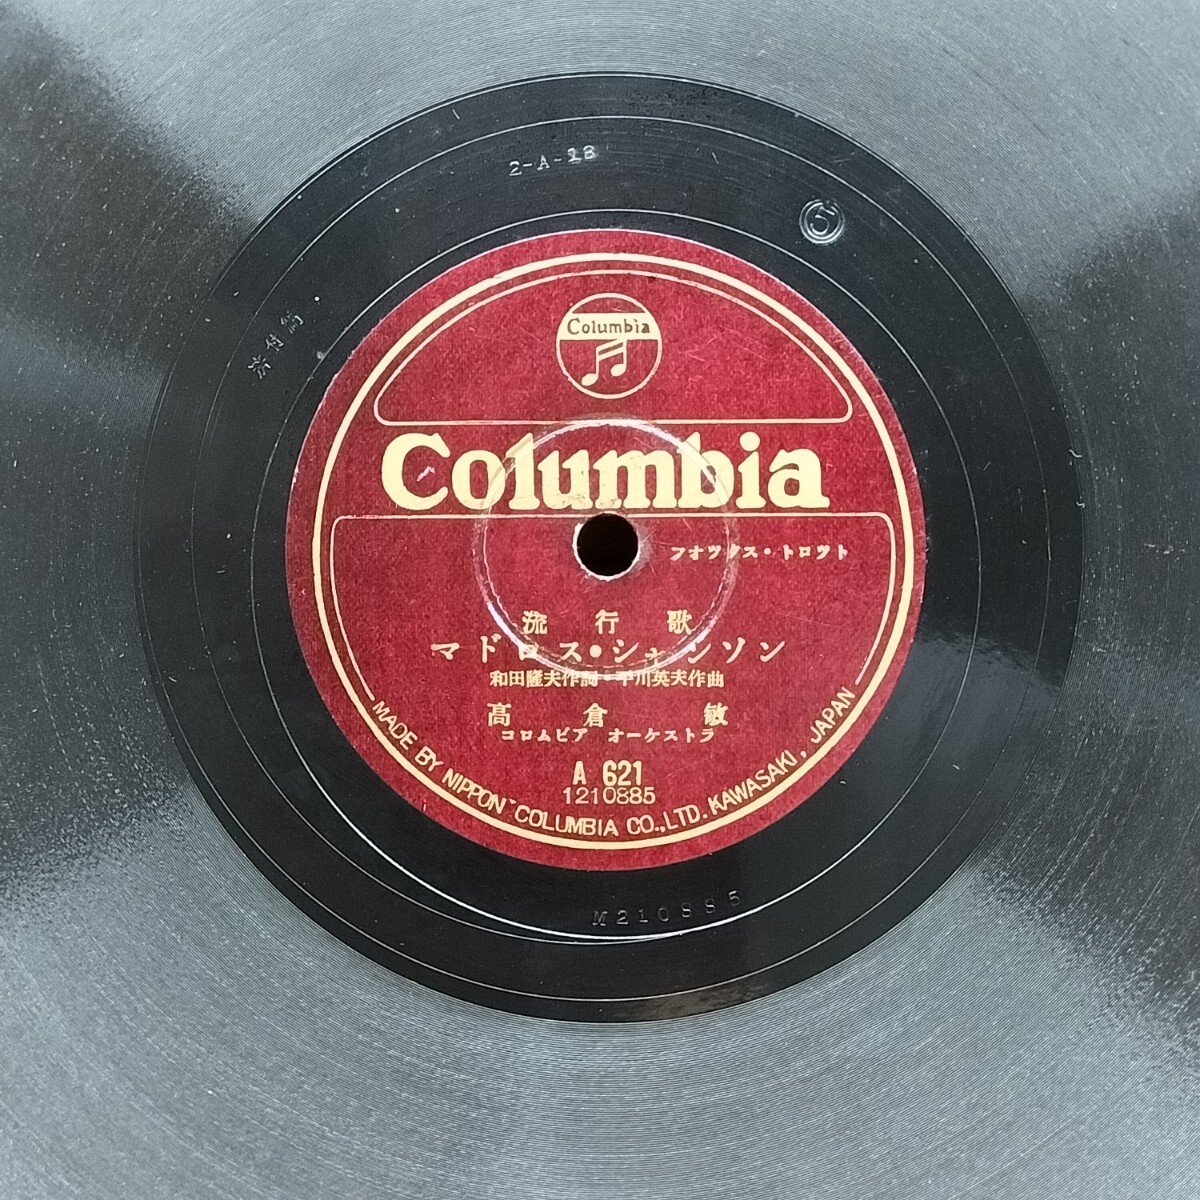 2-A-28
5
Columbia
Columbia
フオツクス・トロツト
流行歌
マドロス・シャンソン
和田隆夫作詞・平川英夫作曲
高倉敏
コロムビア オーケストラ
A 621
1210885
MADE BY NIPPON COLUMBIA CO.,LTD. KAWASAKI, JAPAN
M210885